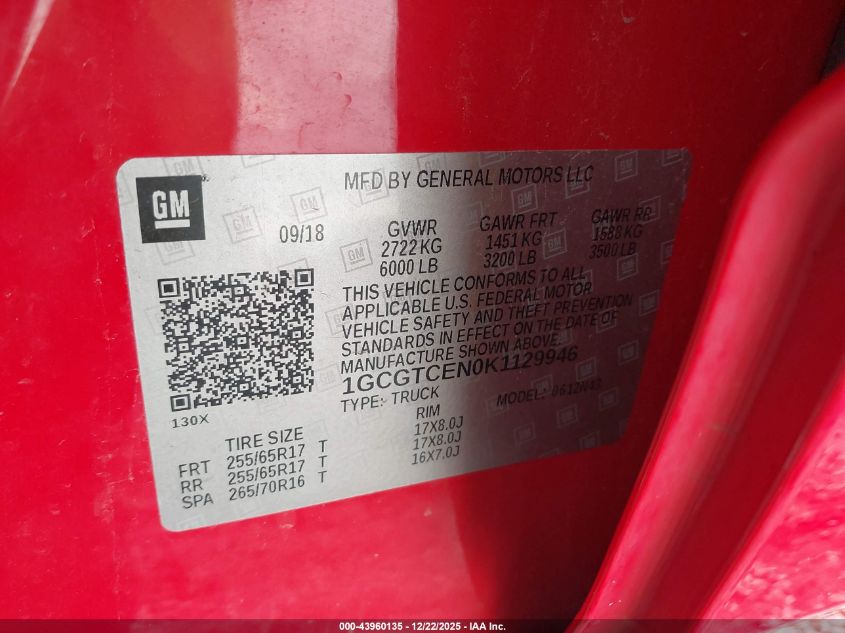 GM
MFD BY GENERAL MOTORS LLC
09/18
GVWR GAWR FRT GAWR RR
2722 KG 1451 KG 1588 KG
6000 LB 3200 LB 3500 LB
THIS VEHICLE CONFORMS TO ALL
APPLICABLE U.S. FEDERAL MOTOR
VEHICLE SAFETY AND THEFT PREVENTION
STANDARDS IN EFFECT ON THE DATE OF
MANUFACTURE SHOWN ABOVE.
1GCGTCEN0K1129946
TYPE: TRUCK MODEL: 0612N43
130X
TIRE SIZE RIM
FRT 255/65R17 T 17X8.0J
RR 255/65R17 T 17X8.0J
SPA 265/70R16 T 16X7.0J
000-43960135 - 12/22/2025 - IAA Inc.